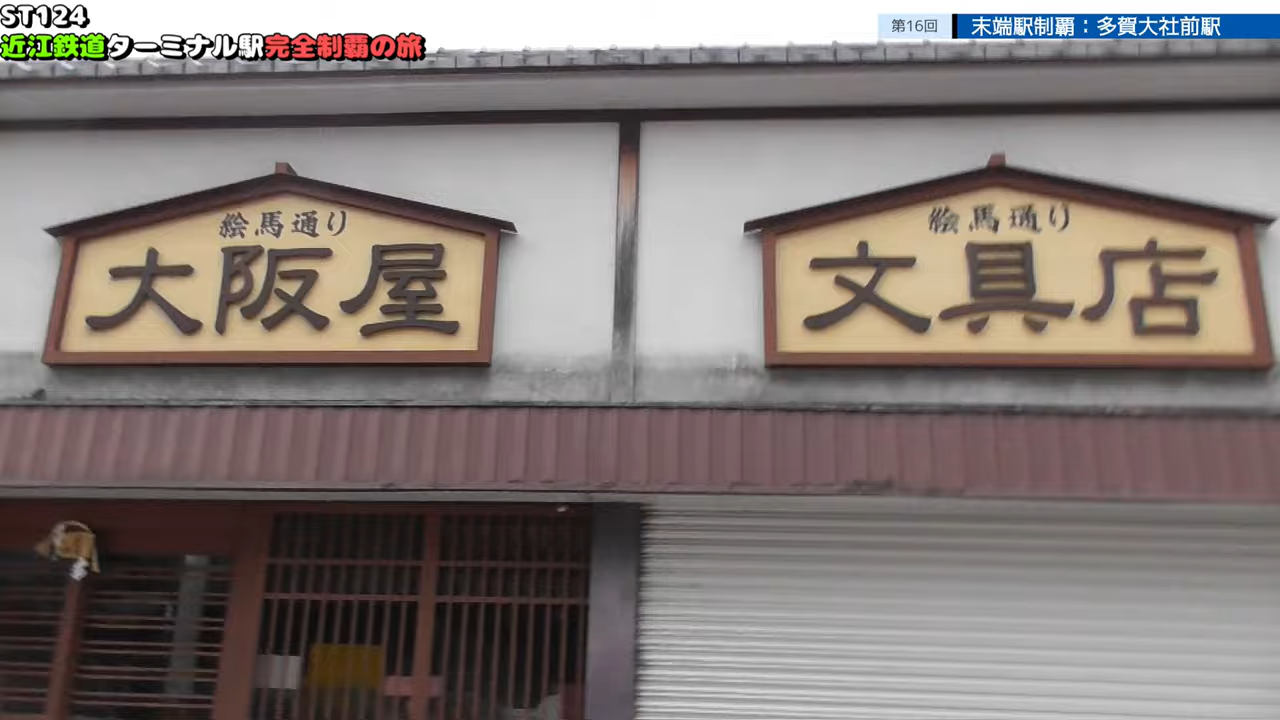 ST124
近江鉄道ターミナル駅完全制覇の旅
第16回
末端駅制覇：多賀大社前駅
絵馬通り
大阪屋
絵馬通り
文具店